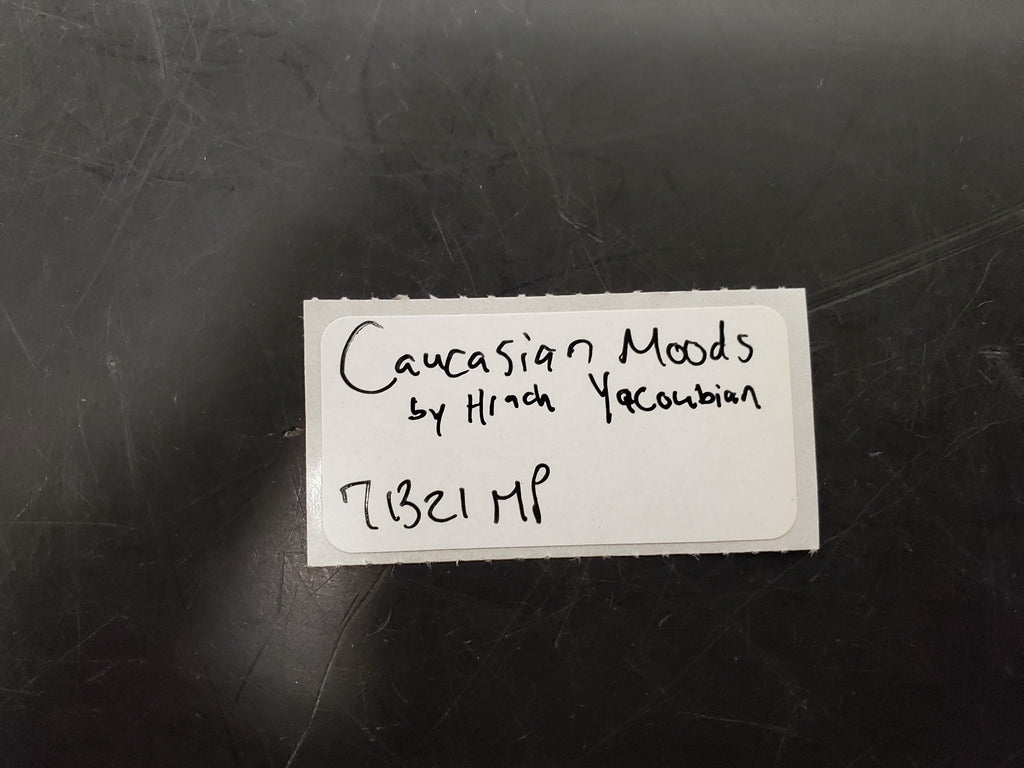 Caucasian Moods
by Hrach Yacoubian
71321 MP